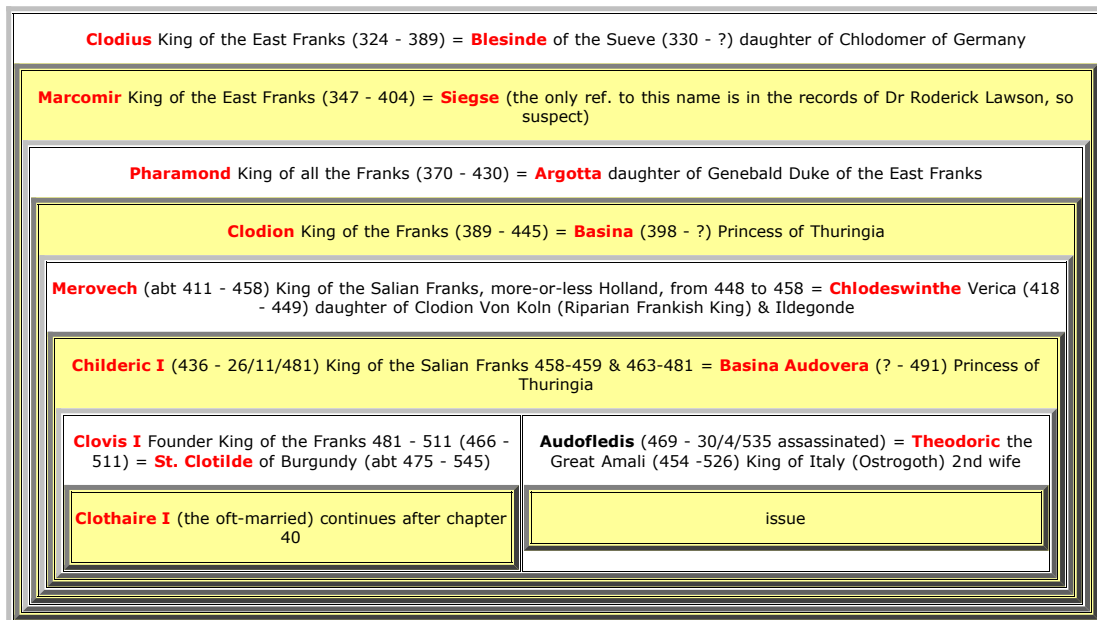 Clodius King of the East Franks (324 - 389) = Blesinde of the Sueve (330 - ?) daughter of Chlodomer of Germany
Marcomir King of the East Franks (347 - 404) = Siegse (the only ref. to this name is in the records of Dr Roderick Lawson, so
suspect)
Pharamond King of all the Franks (370 - 430) = Argotta daughter of Genebald Duke of the East Franks
Clodion King of the Franks (389 - 445) = Basina (398 - ?) Princess of Thuringia
Merovech (abt 411 - 458) King of the Salian Franks, more-or-less Holland, from 448 to 458 = Chlodeswinthe Verica (418
- 449) daughter of Clodion Von Koln (Riparian Frankish King) & Ildegonde
Childeric I (436 - 26/11/481) King of the Salian Franks 458-459 & 463-481 = Basina Audovera (? - 491) Princess of
Thuringia
Clovis I Founder King of the Franks 481 - 511 (466 -
511) = St. Clotilde of Burgundy (abt 475 - 545)
Audofledis (469 - 30/4/535 assassinated) = Theodoric the
Great Amali (454 -526) King of Italy (Ostrogoth) 2nd wife
Clothaire I (the oft-married) continues after chapter
40
issue